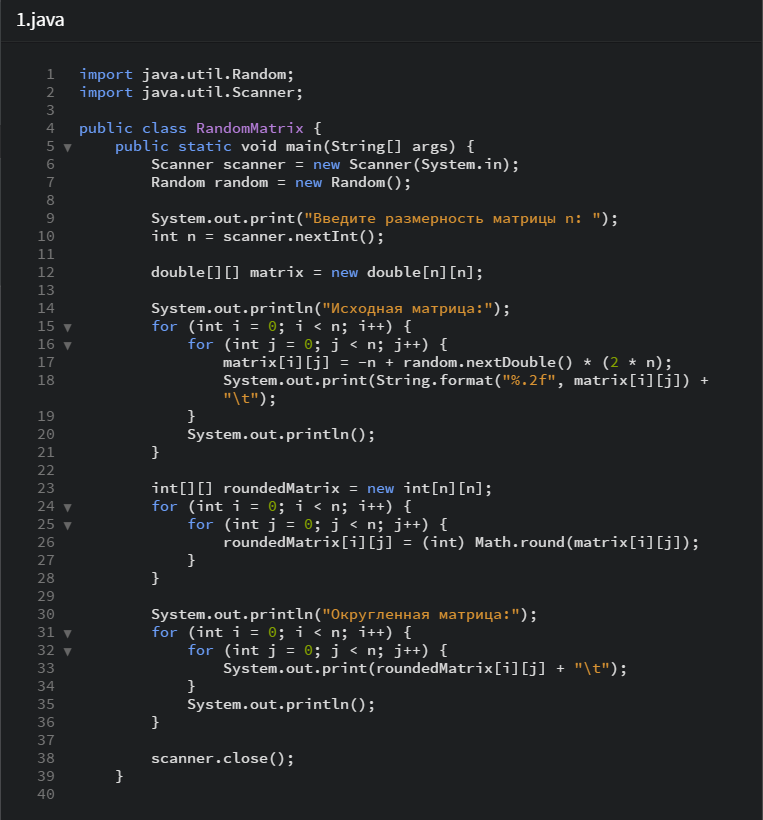 1.java
1 import java.util.Random;
2 import java.util.Scanner;
3
4 public class RandomMatrix {
5 public static void main(String[] args) {
6 Scanner scanner = new Scanner(System.in);
7 Random random = new Random();
8
9 System.out.print("Введите размерность матрицы n: ");
10 int n = scanner.nextInt();
11
12 double[][] matrix = new double[n][n];
13
14 System.out.println("Исходная матрица:");
15 for (int i = 0; i < n; i++) {
16 for (int j = 0; j < n; j++) {
17 matrix[i][j] = -n + random.nextDouble() * (2 * n);
18 System.out.print(String.format("%.2f", matrix[i][j]) +
"\t");
19 }
20 System.out.println();
21 }
22
23 int[][] roundedMatrix = new int[n][n];
24 for (int i = 0; i < n; i++) {
25 for (int j = 0; j < n; j++) {
26 roundedMatrix[i][j] = (int) Math.round(matrix[i][j]);
27 }
28 }
29
30 System.out.println("Округленная матрица:");
31 for (int i = 0; i < n; i++) {
32 for (int j = 0; j < n; j++) {
33 System.out.print(roundedMatrix[i][j] + "\t");
34 }
35 System.out.println();
36 }
37
38 scanner.close();
39 }
40